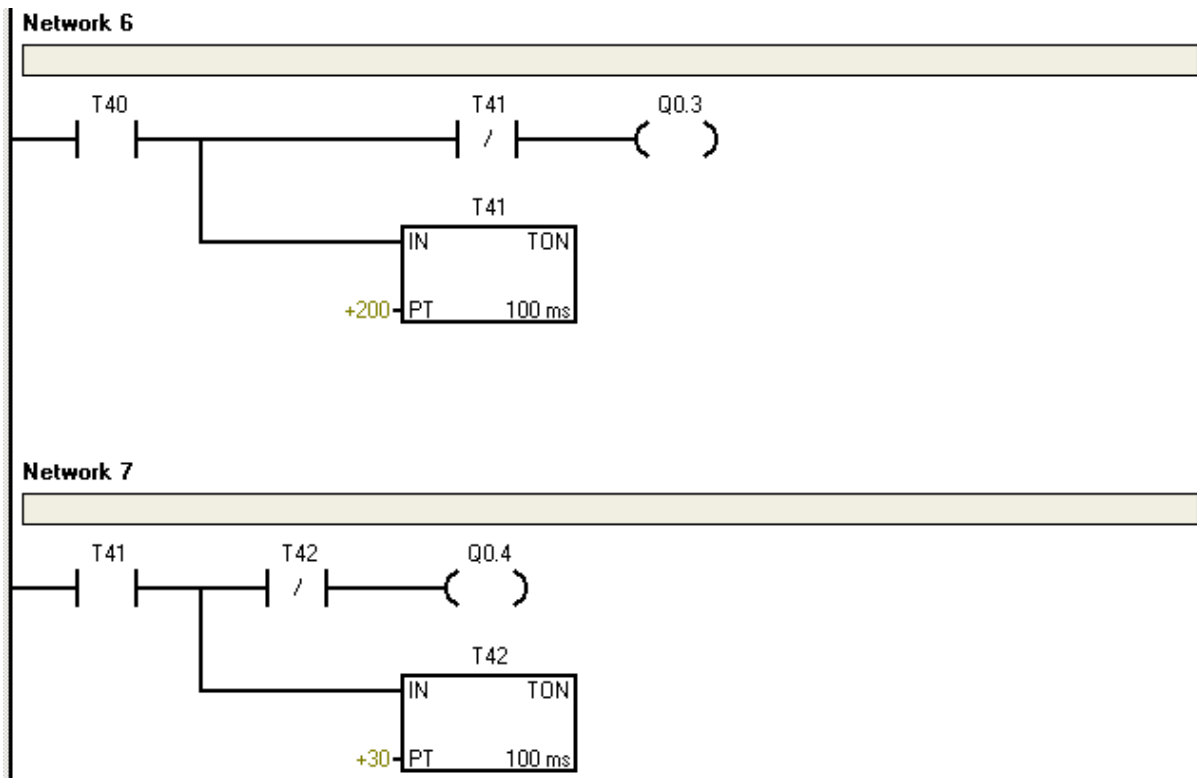 Network 6
T40 T41 Q0.3
/
T41
IN TON
+200 PT 100 ms
Network 7
T41 T42 Q0.4
/
T42
IN TON
+30 PT 100 ms